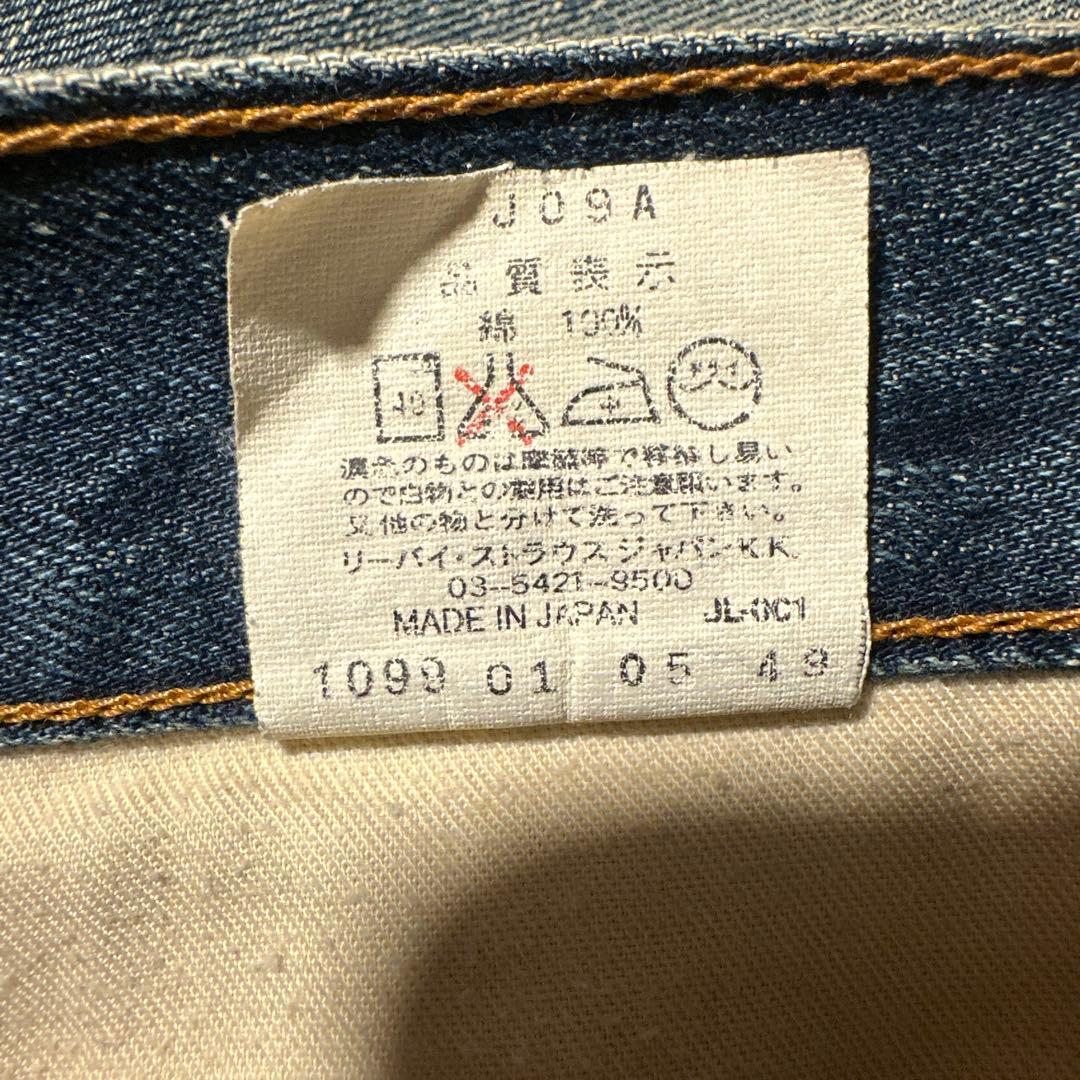 J09A
品質表示
綿 100%
40
濃色のものは摩擦等で移染し易い
ので白物との着用はご注意願います。
又他の物と分けて洗って下さい。
リーバイ・ストラウス ジャパンK.K.
03-5421-9500
MADE IN JAPAN JL-001
1099 01 05 49